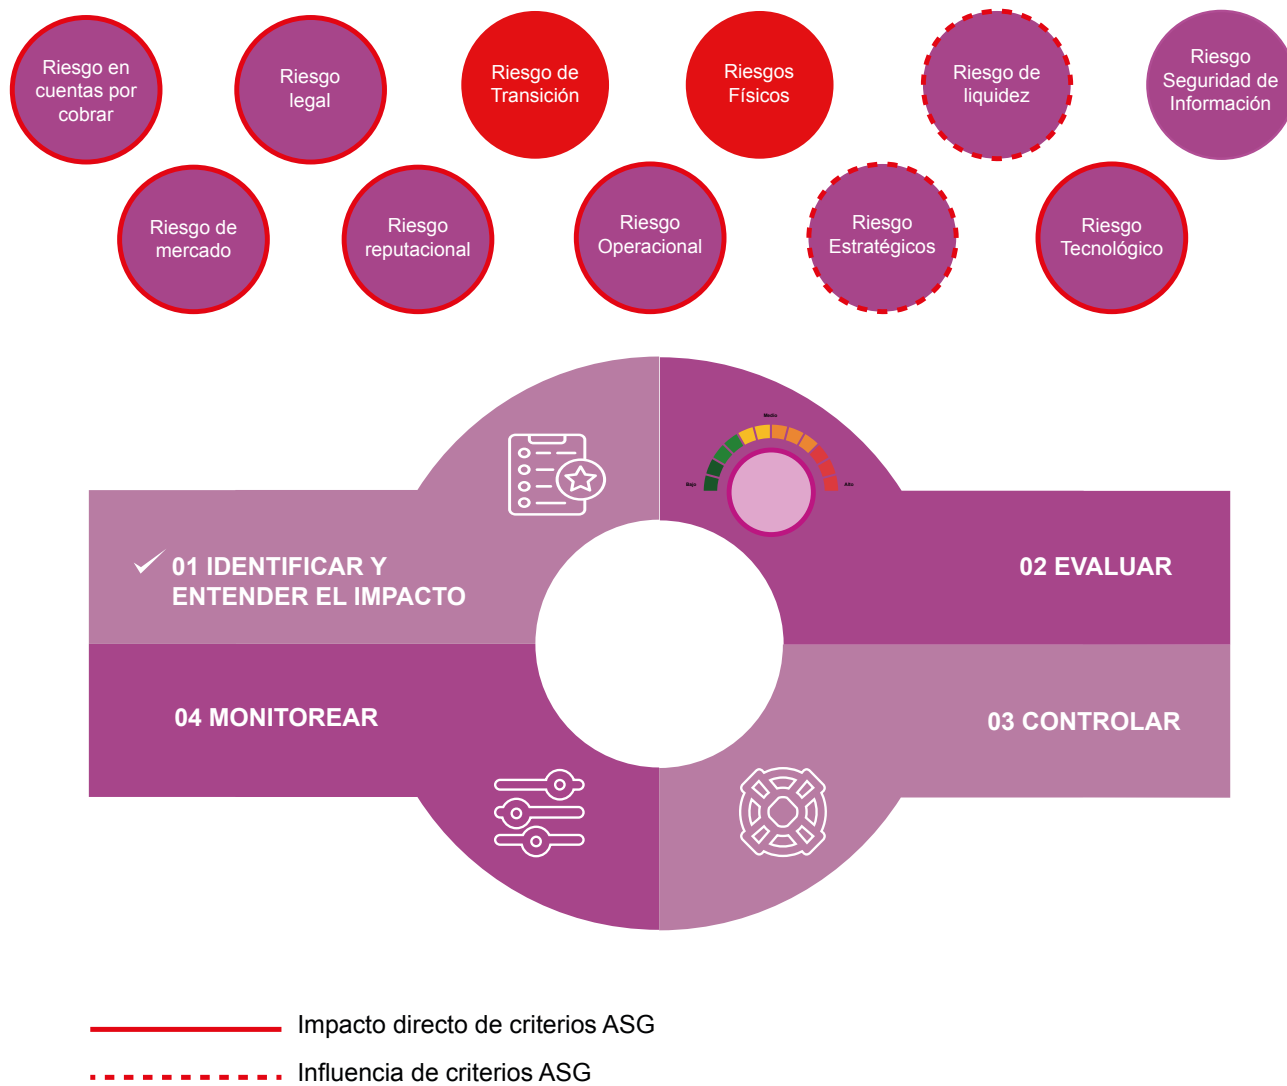 Riesgo en
cuentas por
cobrar
Riesgo
legal
Riesgo de
Transición
Riesgos
Físicos
Riesgo de
liquidez
Riesgo
Seguridad de
Información
Riesgo de
mercado
Riesgo
reputacional
Riesgo
Operacional
Riesgo
Estratégicos
Riesgo
Tecnológico
Medio
Bajo
Alto
01 IDENTIFICAR Y
ENTENDER EL IMPACTO
02 EVALUAR
04 MONITOREAR
03 CONTROLAR
Impacto directo de criterios ASG
Influencia de criterios ASG